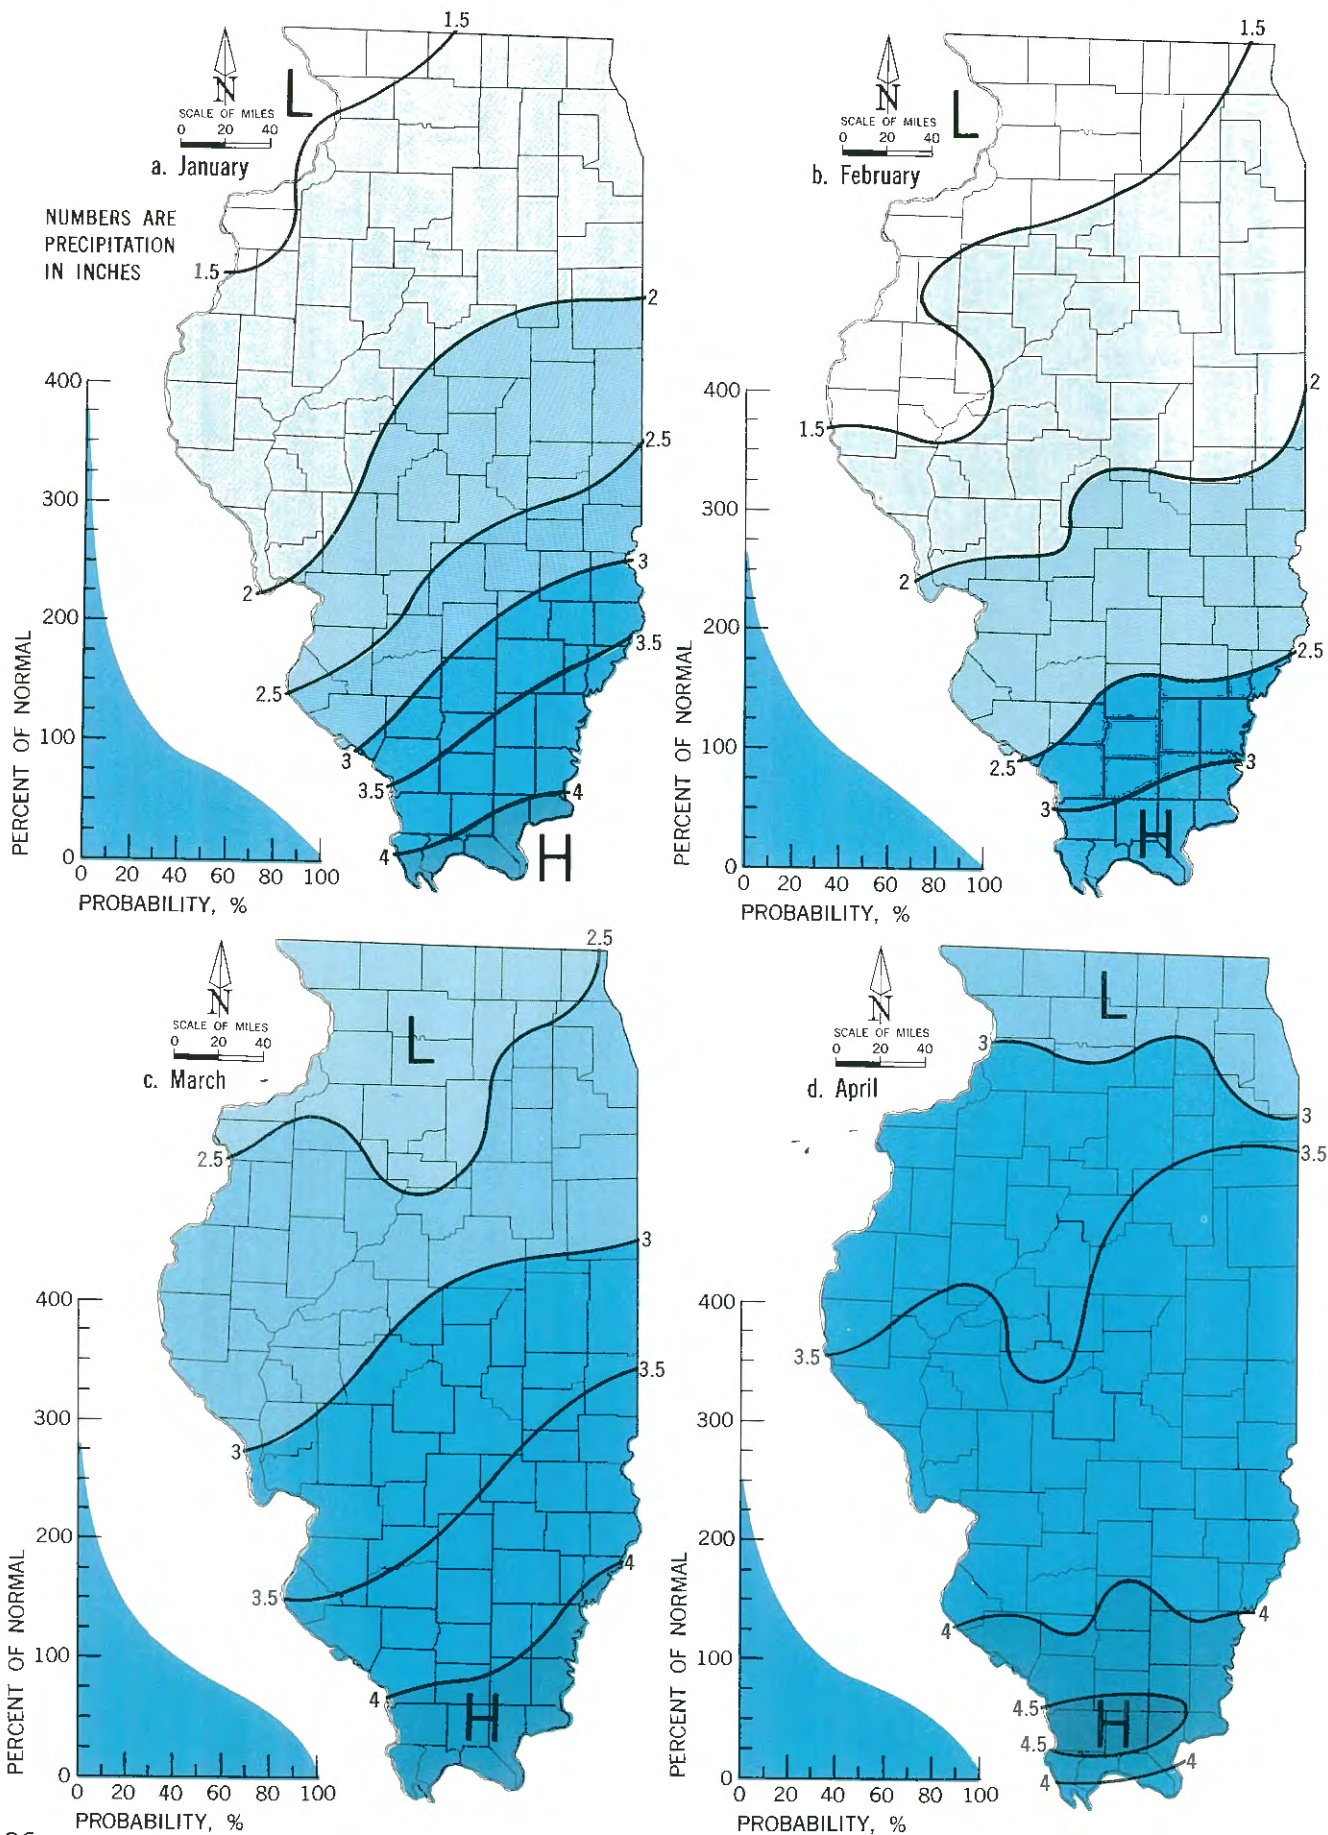 1.5
N
SCALE OF MILES
0 20 40
L
a. January
NUMBERS ARE
PRECIPITATION
IN INCHES
1.5
2
2.5
2
3
3.5
2.5
3
3.5
4
4
H
PERCENT OF NORMAL
400
300
200
100
0
0 20 40 60 80 100
PROBABILITY, %
1.5
N
SCALE OF MILES
0 20 40
L
b. February
2
1.5
2
2.5
2.5
3
3
H
PERCENT OF NORMAL
400
300
200
100
0
0 20 40 60 80 100
PROBABILITY, %
2.5
N
SCALE OF MILES
0 20 40
L
c. March
2.5
3
3.5
3
4
3.5
4
H
PERCENT OF NORMAL
400
300
200
100
0
0 20 40 60 80 100
PROBABILITY, %
N
SCALE OF MILES
0 20 40
L
d. April
3
3
3.5
3.5
4
4
4.5
H
4.5
4
4
PERCENT OF NORMAL
400
300
200
100
0
0 20 40 60 80 100
PROBABILITY, %